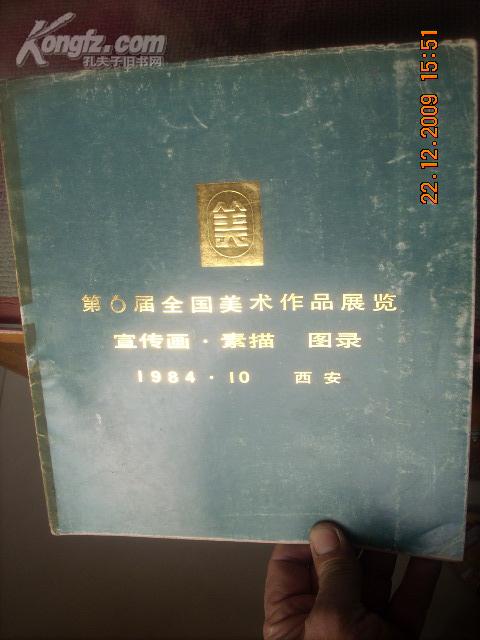 Kongfz.com
孔夫子旧书网
22.12.2009 15:51
美
第6届全国美术作品展览
宣传画·素描 图录
1984·10 西安